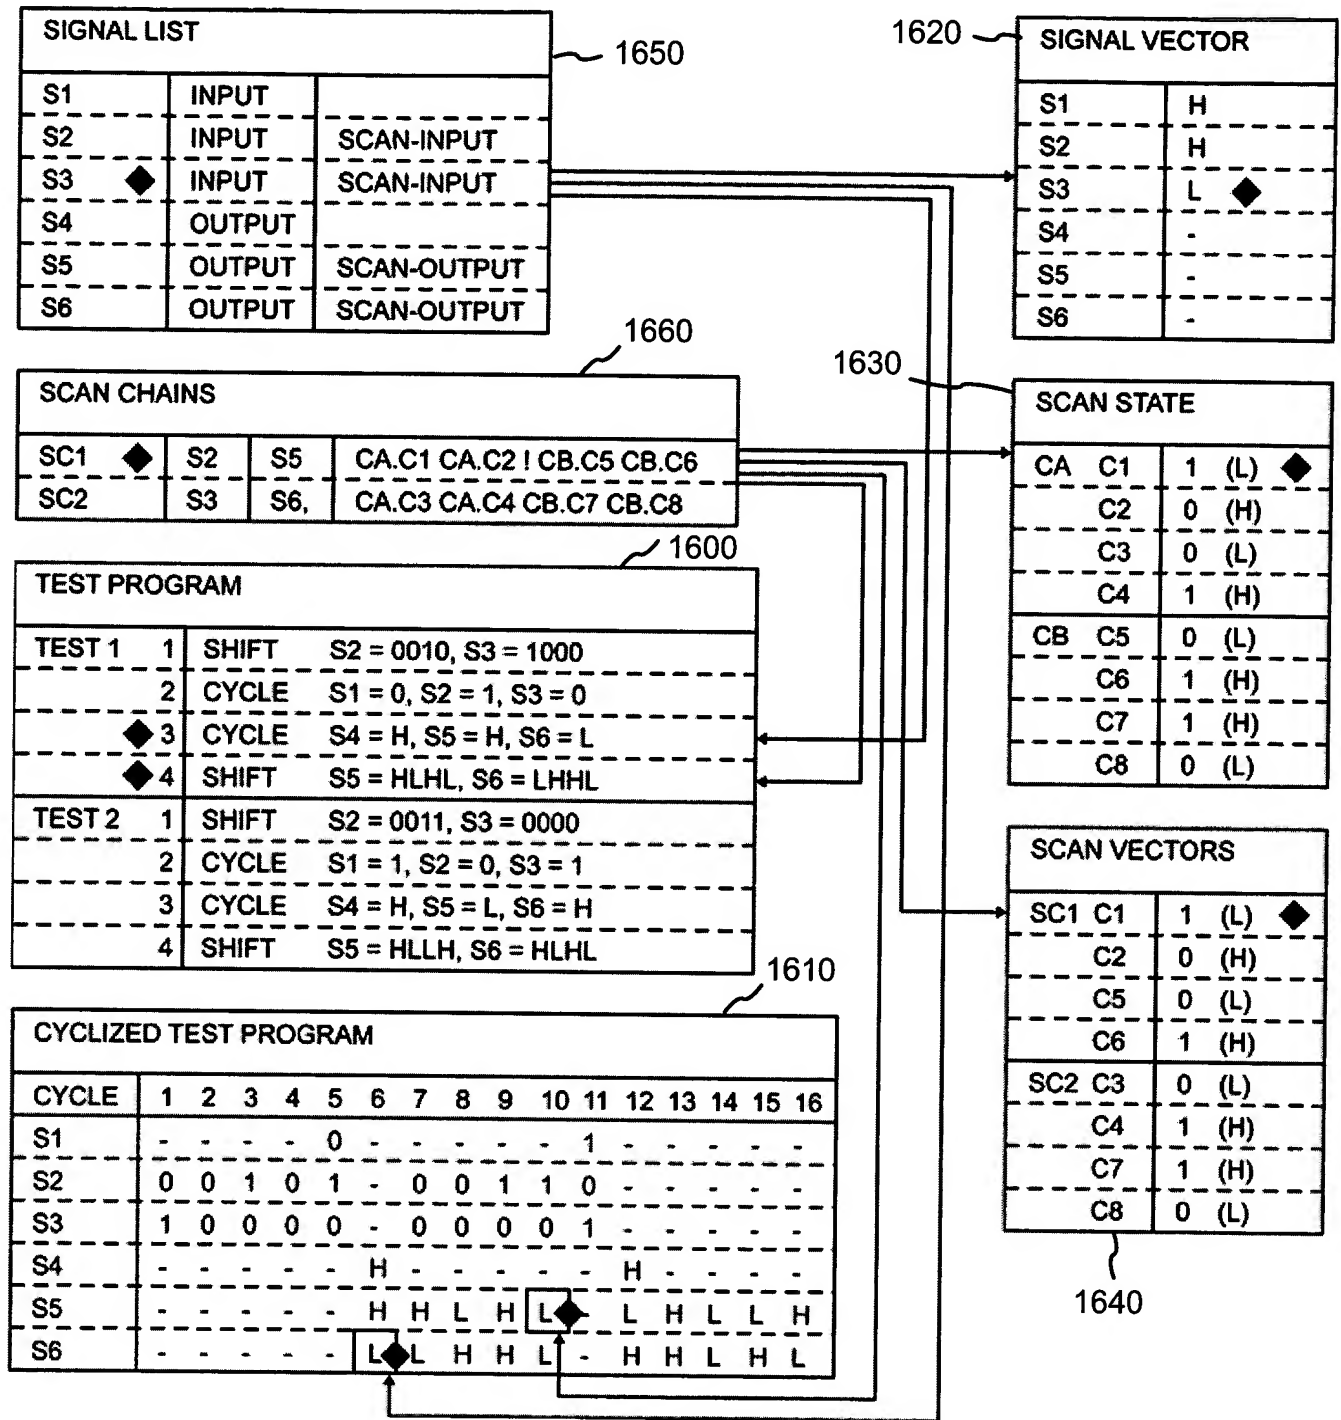 SIGNAL LIST
1650
S1 INPUT
S2 INPUT SCAN-INPUT
S3 INPUT SCAN-INPUT
S4 OUTPUT
S5 OUTPUT SCAN-OUTPUT
S6 OUTPUT SCAN-OUTPUT
1620
SIGNAL VECTOR
S1 H
S2 H
S3 L
S4 -
S5 -
S6 -
1660
SCAN CHAINS
SC1 S2 S5 CA.C1 CA.C2 ! CB.C5 CB.C6
SC2 S3 S6, CA.C3 CA.C4 CB.C7 CB.C8
1630
SCAN STATE
CA C1 1 (L)
C2 0 (H)
C3 0 (L)
C4 1 (H)
CB C5 0 (L)
C6 1 (H)
C7 1 (H)
C8 0 (L)
1600
TEST PROGRAM
TEST 1 1 SHIFT S2 = 0010, S3 = 1000
2 CYCLE S1 = 0, S2 = 1, S3 = 0
3 CYCLE S4 = H, S5 = H, S6 = L
4 SHIFT S5 = HLHL, S6 = LHHL
TEST 2 1 SHIFT S2 = 0011, S3 = 0000
2 CYCLE S1 = 1, S2 = 0, S3 = 1
3 CYCLE S4 = H, S5 = L, S6 = H
4 SHIFT S5 = HLLH, S6 = HLHL
SCAN VECTORS
SC1 C1 1 (L)
C2 0 (H)
C5 0 (L)
C6 1 (H)
SC2 C3 0 (L)
C4 1 (H)
C7 1 (H)
C8 0 (L)
1640
1610
CYCLIZED TEST PROGRAM
CYCLE 1 2 3 4 5 6 7 8 9 10 11 12 13 14 15 16
S1 - - - - 0 - - - - - 1 - - - - -
S2 0 0 1 0 1 - 0 0 1 1 0 - - - - -
S3 1 0 0 0 0 - 0 0 0 0 1 - - - - -
S4 - - - - - H - - - - - H - - - -
S5 - - - - - H H L H L - L H L L H
S6 - - - - - L L H H L - H H L H L